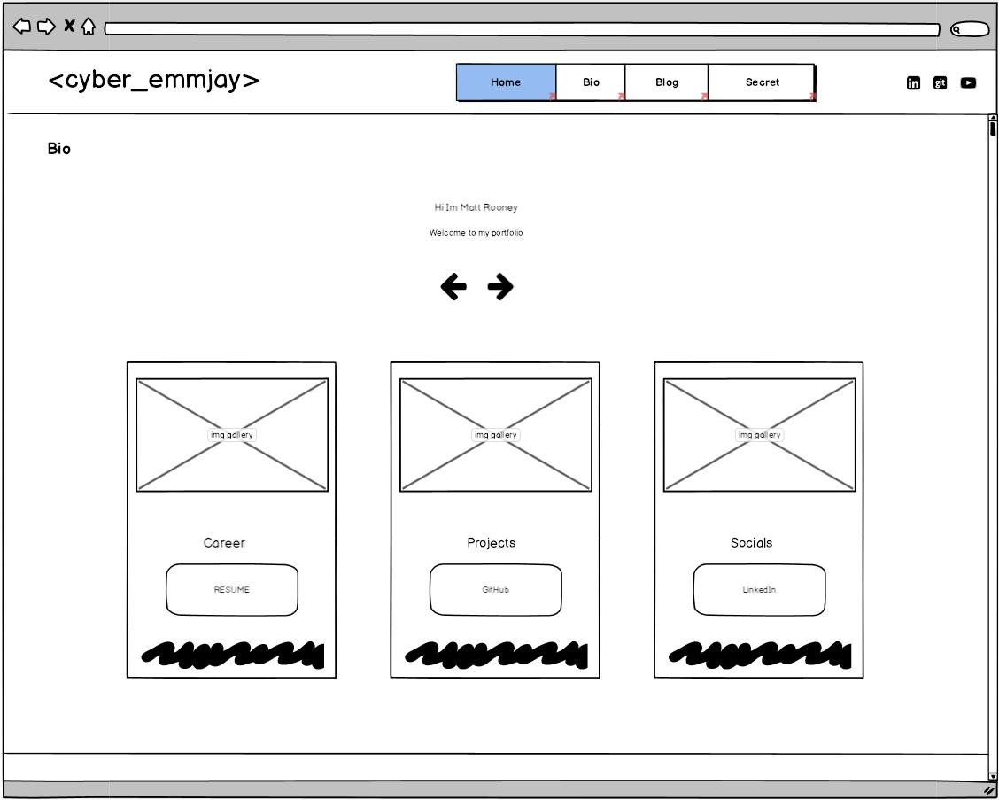 <cyber_emmjay>
Home Bio Blog Secret
in git
Bio
Hi Im Matt Rooney
Welcome to my portfolio
img gallery img gallery img gallery
Career Projects Socials
RESUME GitHub LinkedIn